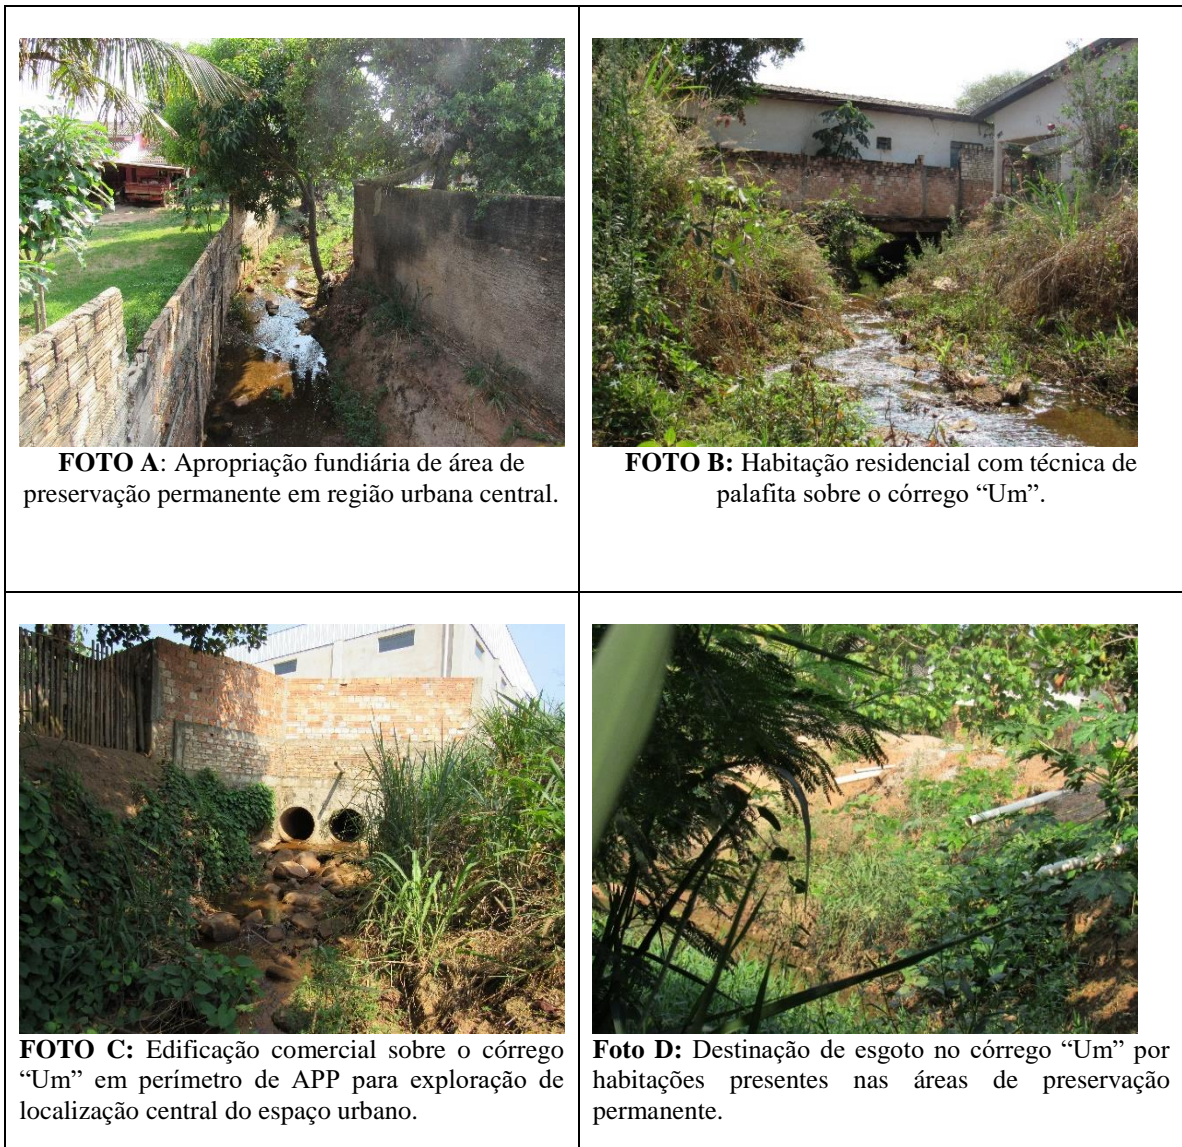 FOTO A: Apropriação fundiária de área de
preservação permanente em região urbana central.
FOTO B: Habitação residencial com técnica de
palafita sobre o córrego “Um”.
FOTO C: Edificação comercial sobre o córrego
“Um” em perímetro de APP para exploração de
localização central do espaço urbano.
Foto D: Destinação de esgoto no córrego “Um” por
habitações presentes nas áreas de preservação
permanente.